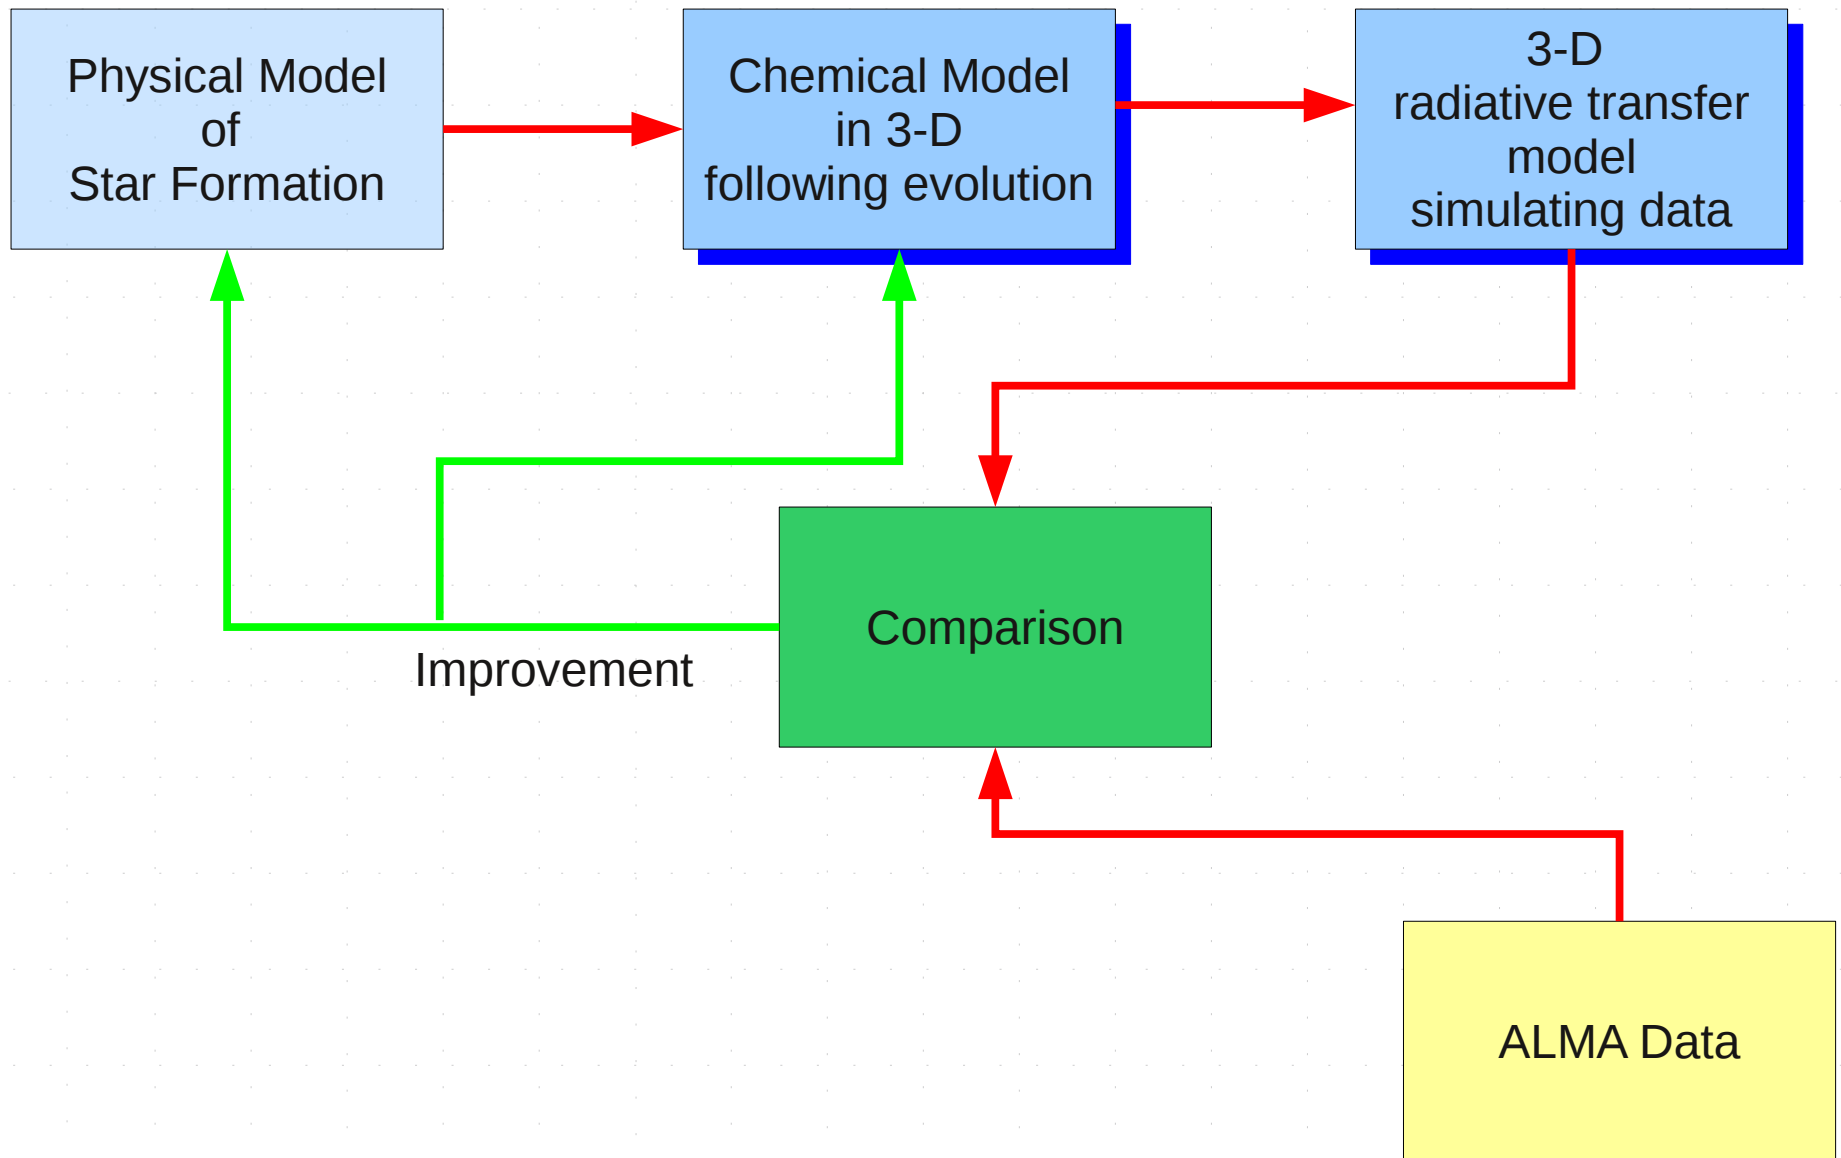 Physical Model
of
Star Formation
Chemical Model
in 3-D
following evolution
3-D
radiative transfer
model
simulating data
Comparison
Improvement
ALMA Data